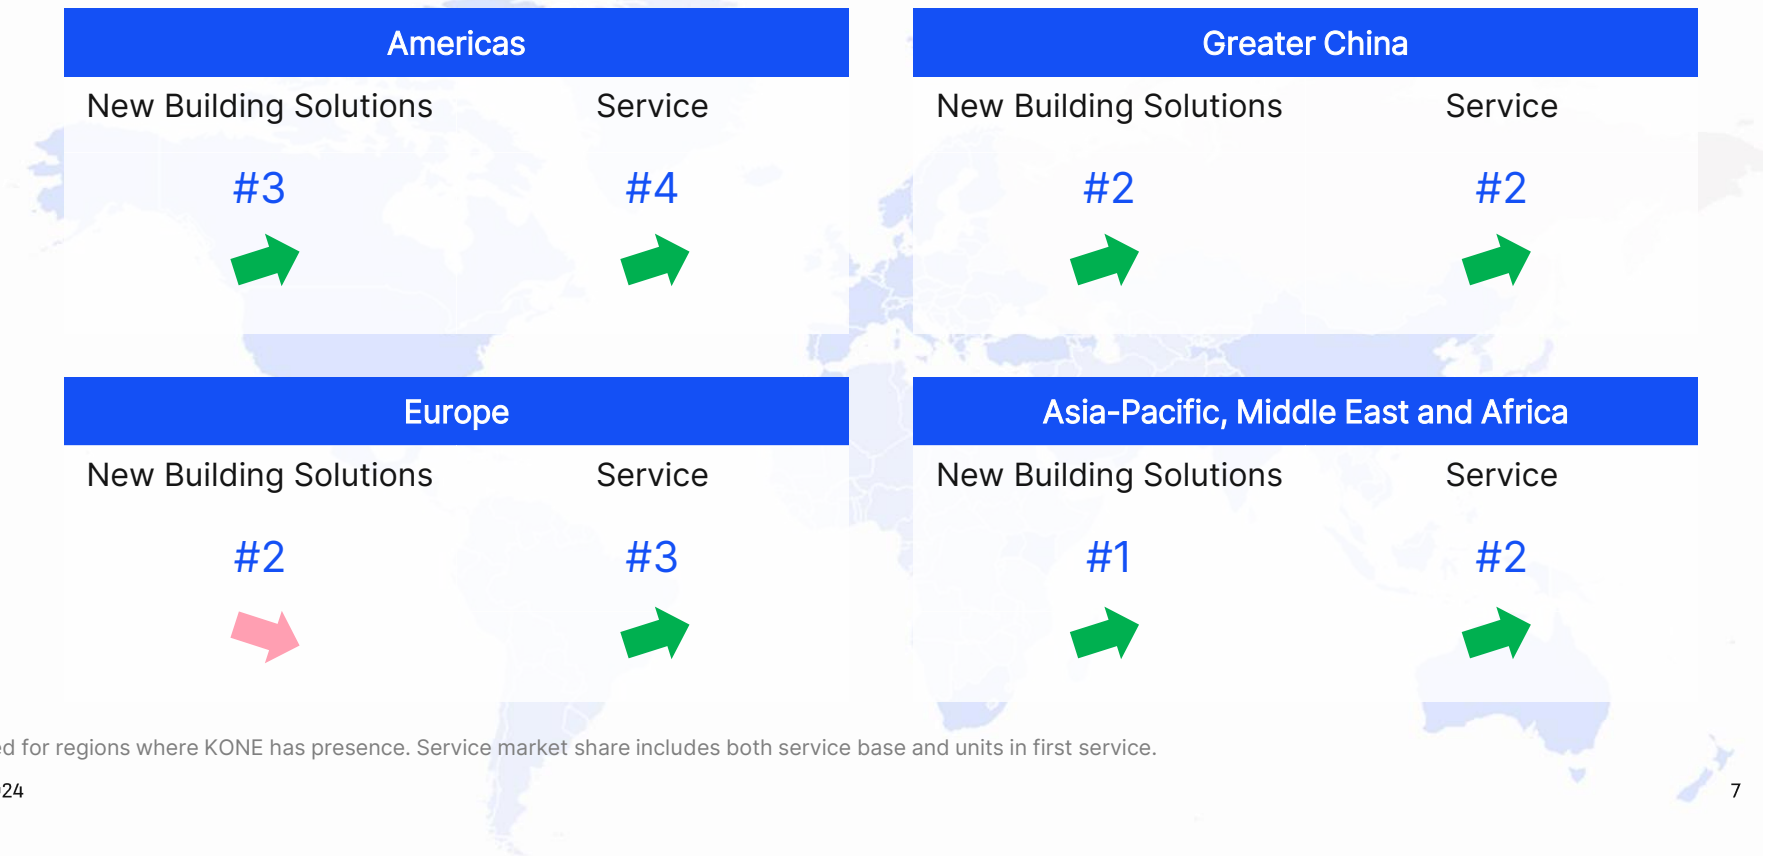 Americas
New Building Solutions Service
#3 #4
Greater China
New Building Solutions Service
#2 #2
Europe
New Building Solutions Service
#2 #3
Asia-Pacific, Middle East and Africa
New Building Solutions Service
#1 #2
for regions where KONE has presence. Service market share includes both service base and units in first service.
24
7